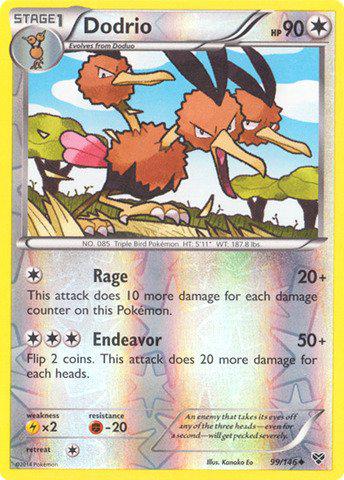 STAGE1
Dodrio
HP 90
Evolves from Doduo
NO. 085 Triple Bird Pokémon HT: 5'11" WT: 187.8 lbs.
Rage 20+
This attack does 10 more damage for each damage
counter on this Pokémon.
Endeavor 50+
Flip 2 coins. This attack does 20 more damage for
each heads.
weakness resistance
×2 -20
An enemy that takes its eyes off
any of the three heads—even for
a second—will get pecked severely.
retreat
©2014 Pokémon
Illus. Kanako Eo
99/146
XY